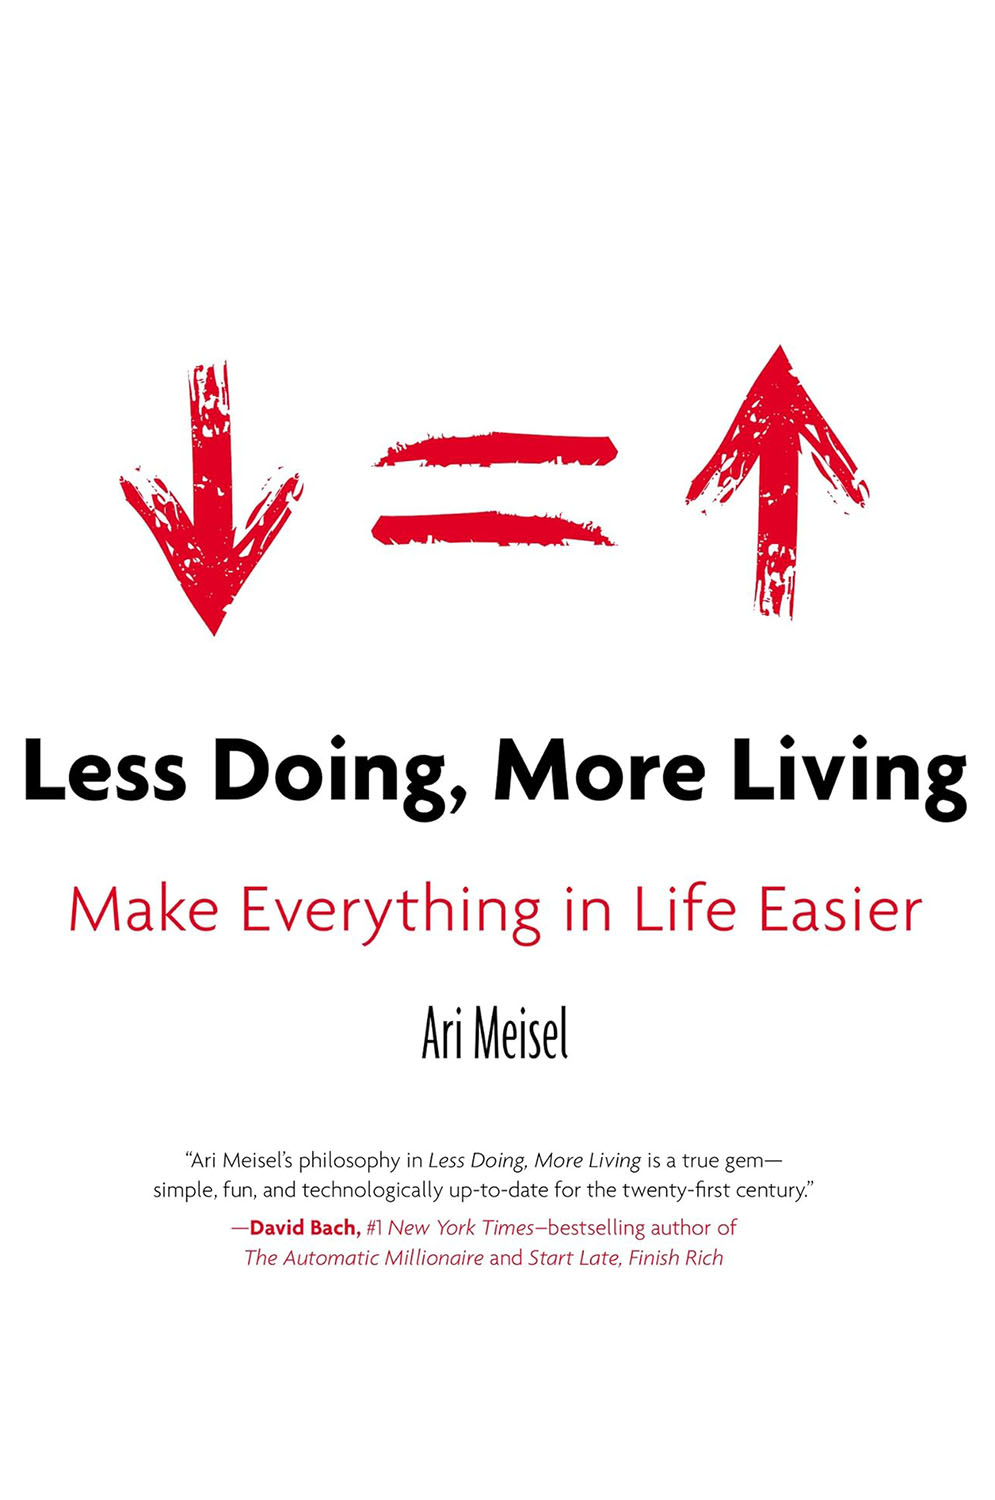 Less Doing, More Living
Make Everything in Life Easier
Ari Meisel
“Ari Meisel’s philosophy in Less Doing, More Living is a true gem—
simple, fun, and technologically up-to-date for the twenty-first century.”
—David Bach, #1 New York Times–bestselling author of
The Automatic Millionaire and Start Late, Finish Rich